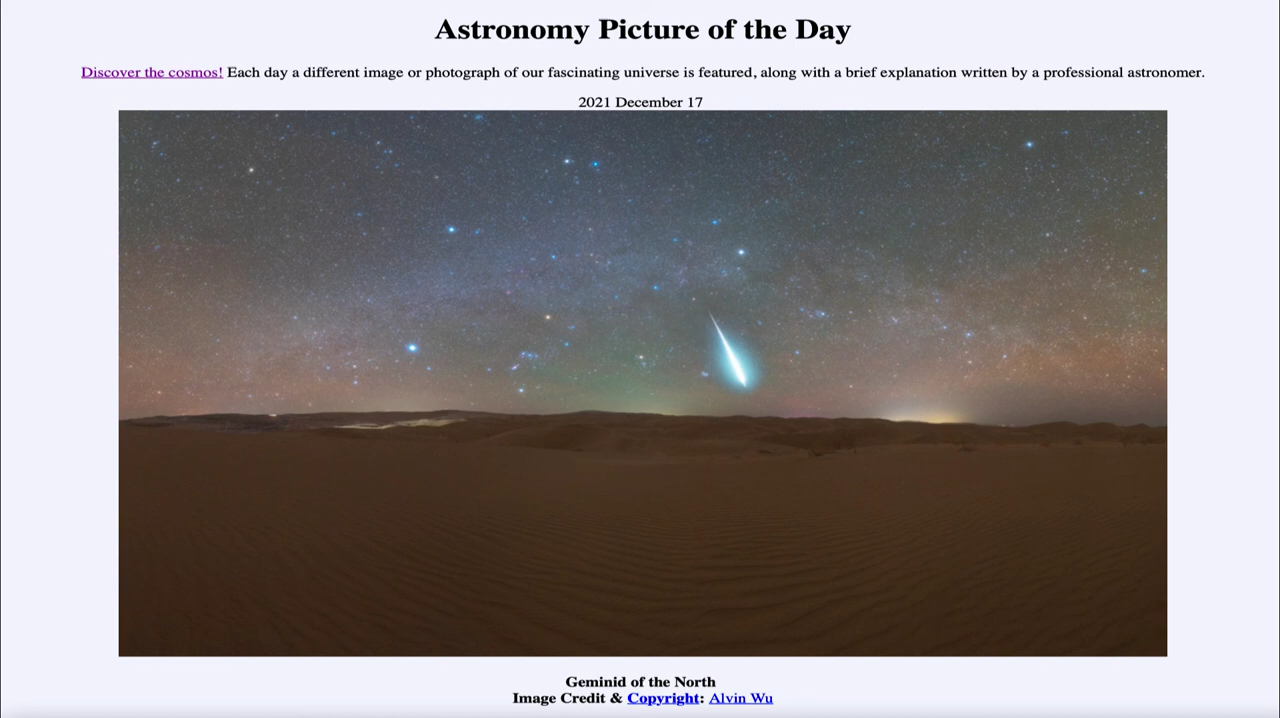 Astronomy Picture of the Day
Discover the cosmos! Each day a different image or photograph of our fascinating universe is featured, along with a brief explanation written by a professional astronomer.
2021 December 17
Geminid of the North
Image Credit & Copyright: Alvin Wu